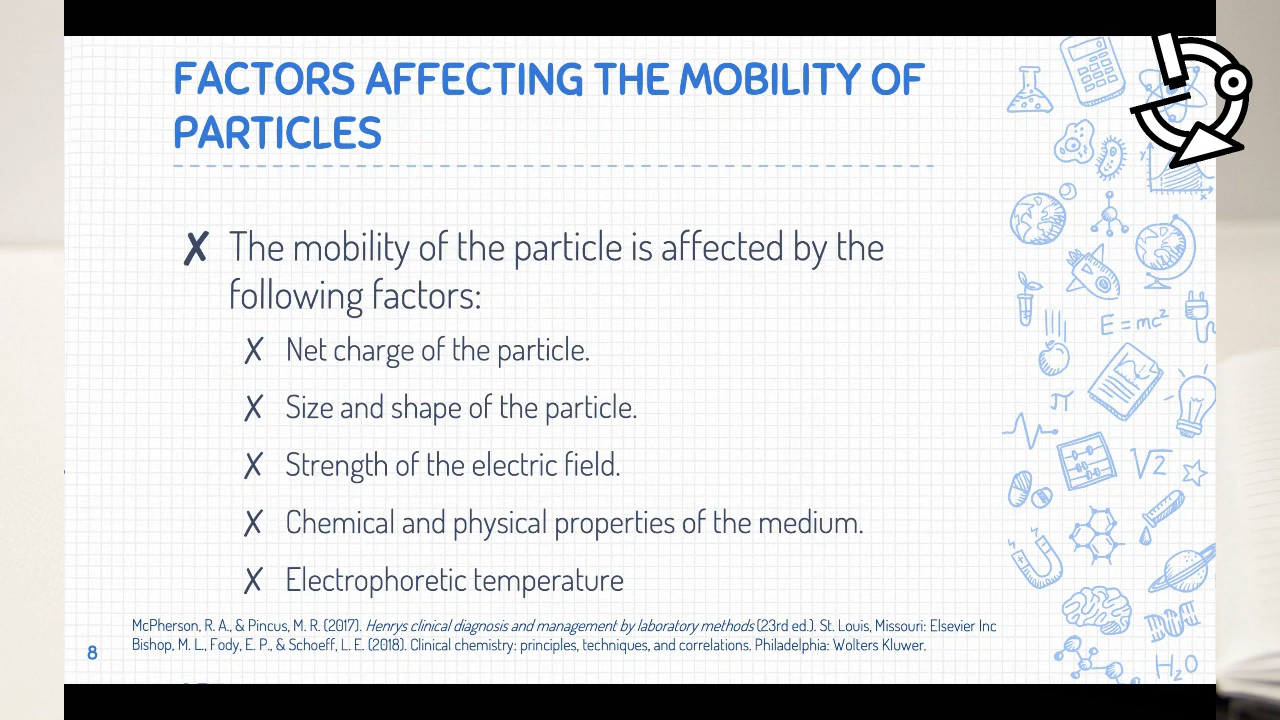 FACTORS AFFECTING THE MOBILITY OF
PARTICLES
✗ The mobility of the particle is affected by the
following factors:
✗ Net charge of the particle.
✗ Size and shape of the particle.
✗ Strength of the electric field.
✗ Chemical and physical properties of the medium.
✗ Electrophoretic temperature
McPherson, R. A., & Pincus, M. R. (2017). Henry's clinical diagnosis and management by laboratory methods (23rd ed.). St. Louis, Missouri: Elsevier Inc
Bishop, M. L., Fody, E. P., & Schoeff, L. E. (2018). Clinical chemistry: principles, techniques, and correlations. Philadelphia: Wolters Kluwer.
8
y
x
E=mc²
π
√2
H₂O